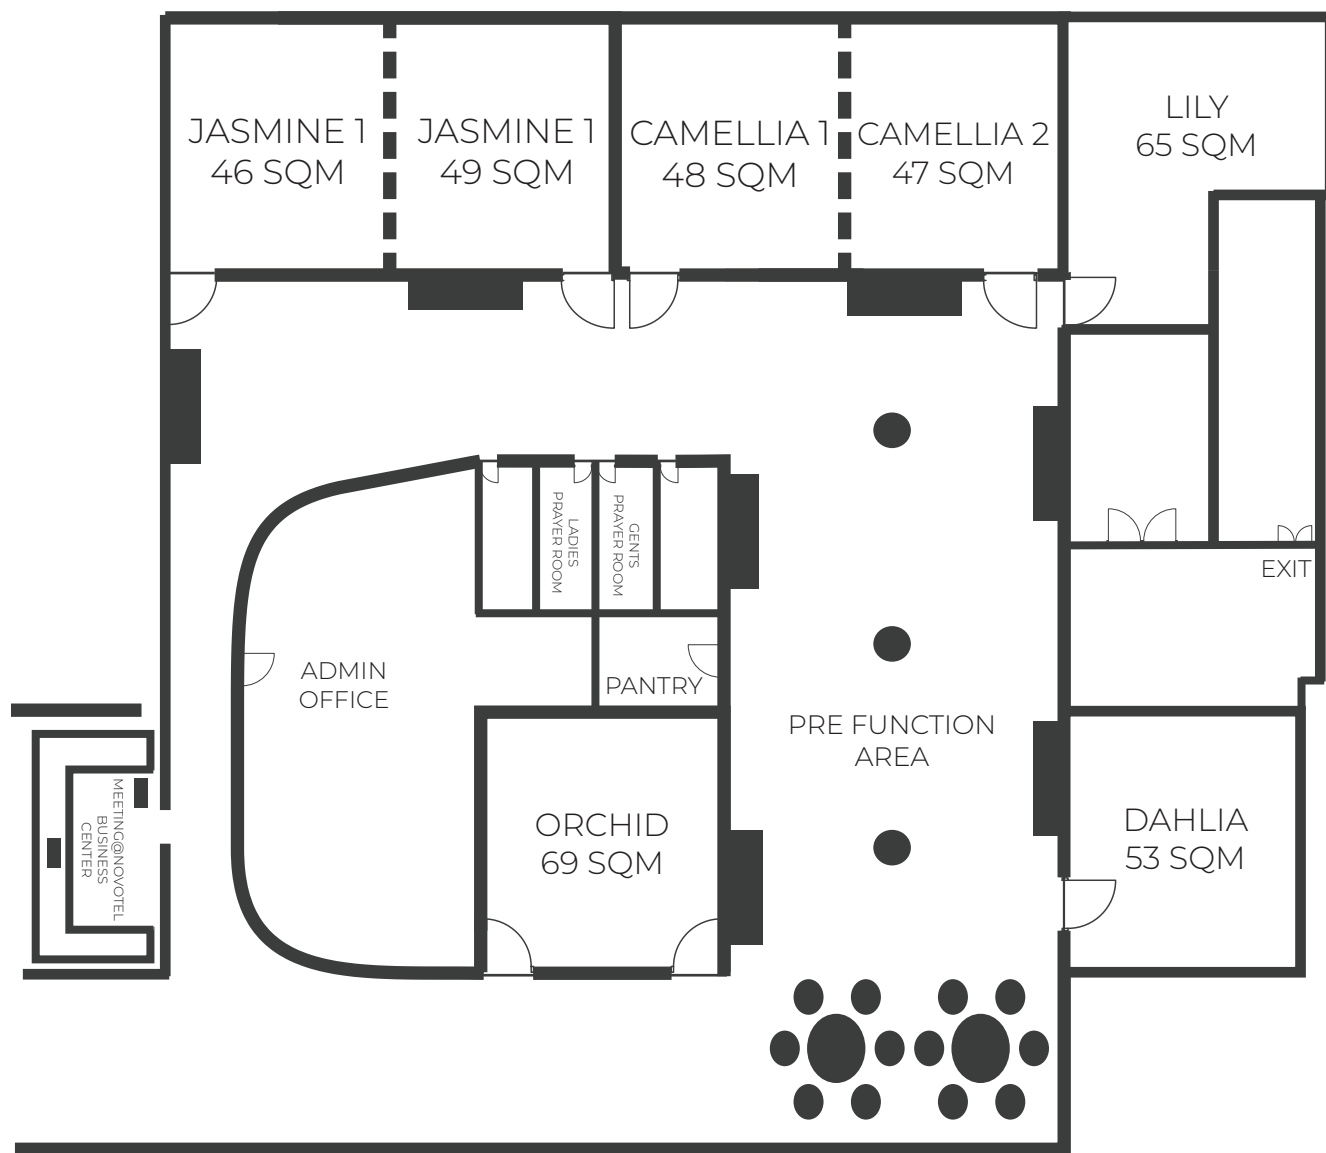 JASMINE 1
46 SQM
JASMINE 1
49 SQM
CAMELLIA 1
48 SQM
CAMELLIA 2
47 SQM
LILY
65 SQM
LADIES
PRAYER ROOM
GENTS
PRAYER ROOM
EXIT
ADMIN
OFFICE
PANTRY
PRE FUNCTION
AREA
MEETING@NOVOTEL
BUSINESS
CENTER
ORCHID
69 SQM
DAHLIA
53 SQM